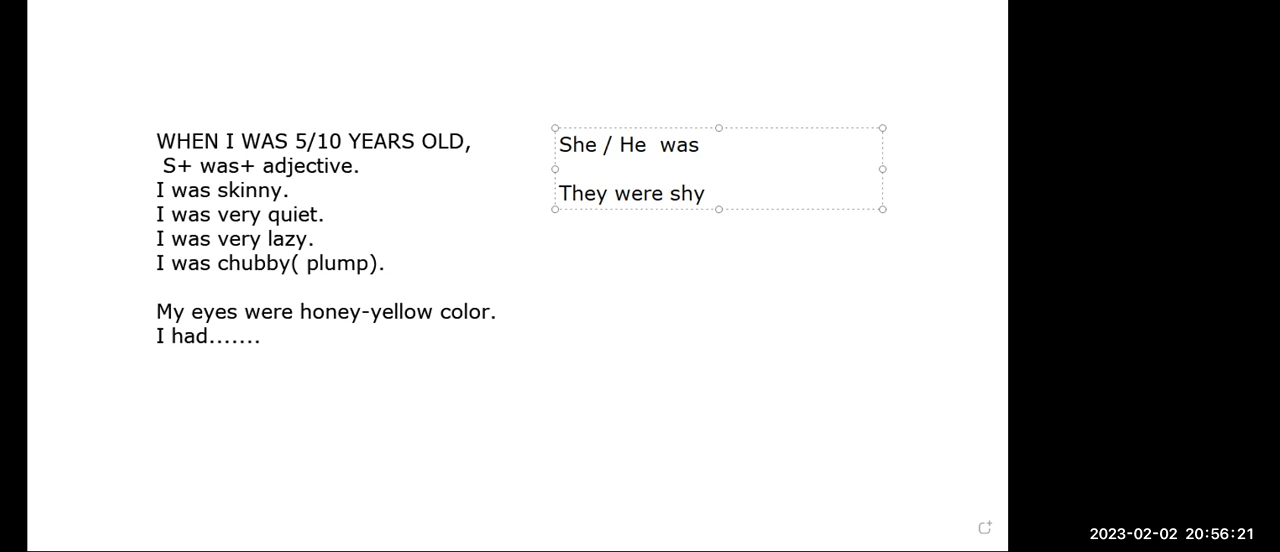 WHEN I WAS 5/10 YEARS OLD,
S+ was+ adjective.
I was skinny.
I was very quiet.
I was very lazy.
I was chubby( plump).
My eyes were honey-yellow color.
I had.......
She / He  was
They were shy
2023-02-02 20:56:21